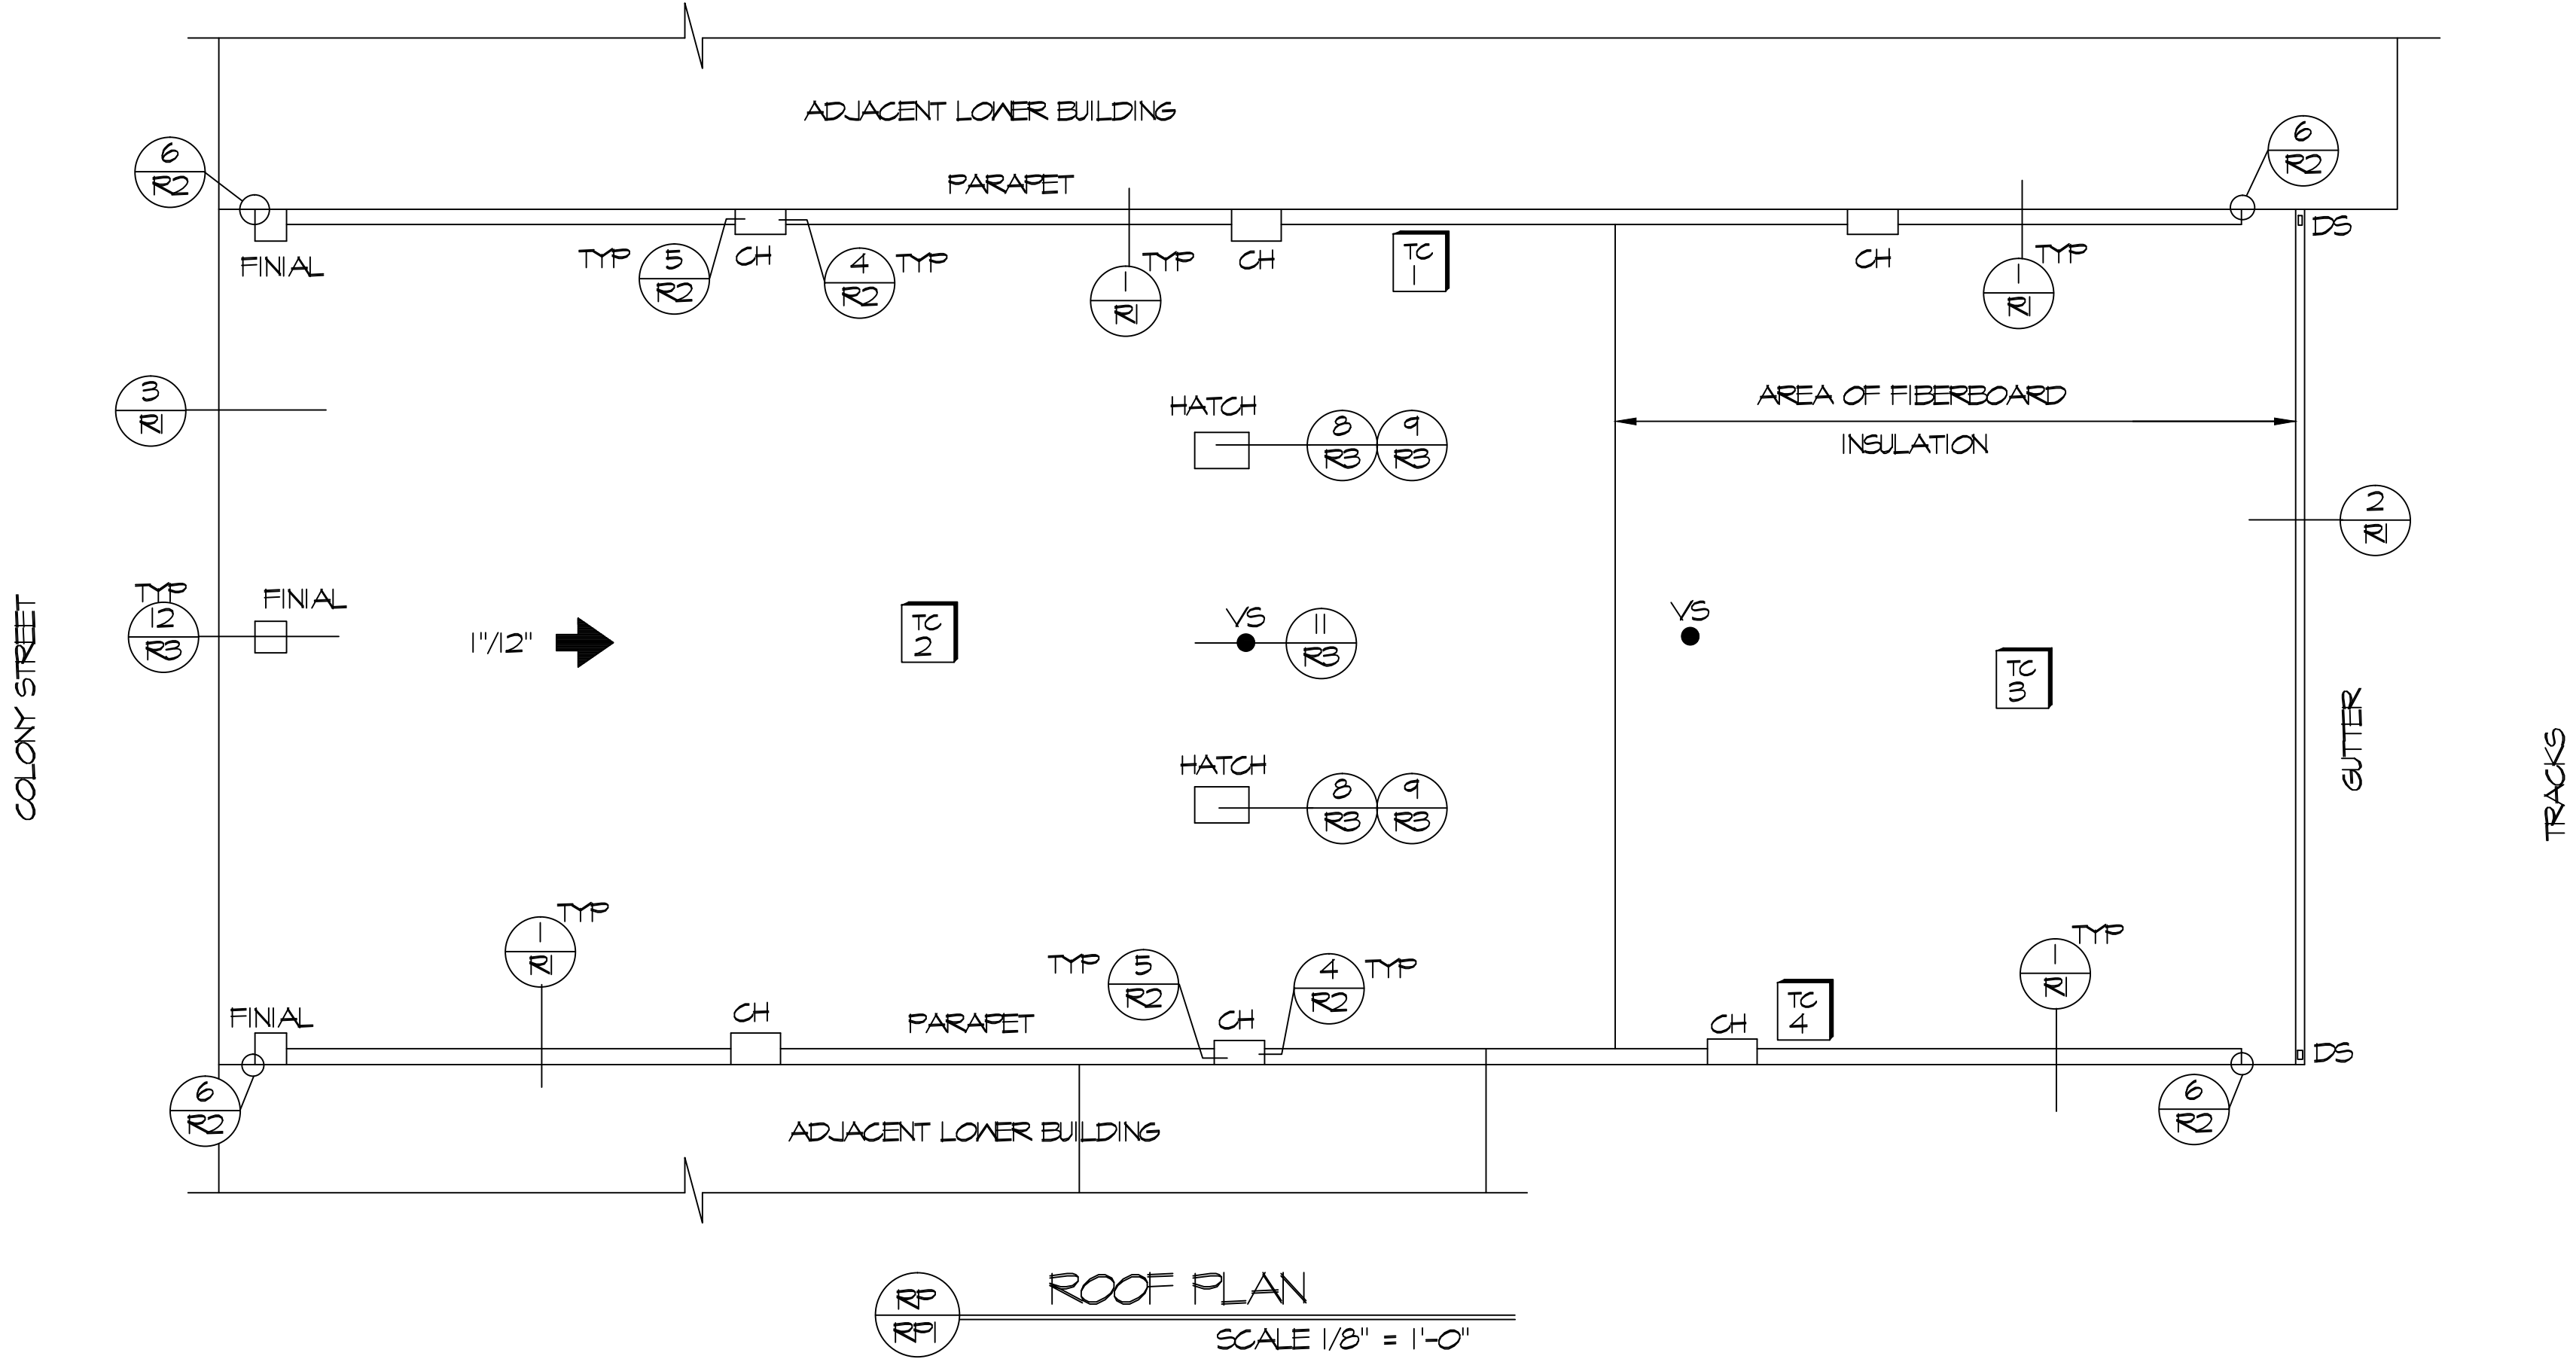 ADJACENT LOWER BUILDING
6
R2
6
R2
PARAPET
DS
FINIAL
TYP
5
R2
CH
4
R2
TYP
TYP
1
R1
CH
TC
1
CH
TYP
1
R1
3
R1
HATCH
8
R3
9
R3
AREA OF FIBERBOARD
INSULATION
2
R1
COLONY STREET
TYP
12
R3
FINIAL
1"/12"
TC
2
VS
11
R3
VS
TC
3
GUTTER
TRACKS
HATCH
8
R3
9
R3
TYP
1
R1
TYP
5
R2
4
R2
TYP
TYP
1
R1
FINIAL
CH
PARAPET
CH
CH
TC
4
DS
6
R2
6
R2
ADJACENT LOWER BUILDING
RP
RP1
ROOF PLAN
SCALE 1/8" = 1'-0"